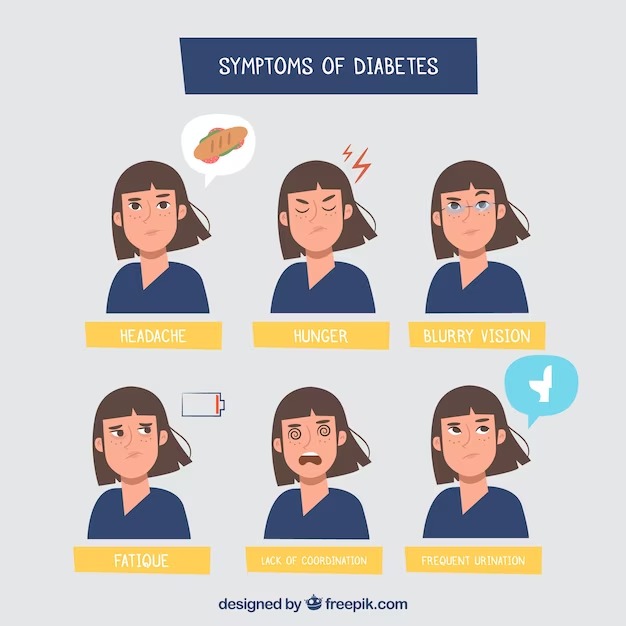 SYMPTOMS OF DIABETES
HEADACHE
HUNGER
BLURRY VISION
FATIQUE
LACK OF COORDINATION
FREQUENT URINATION
designed by freepik.com